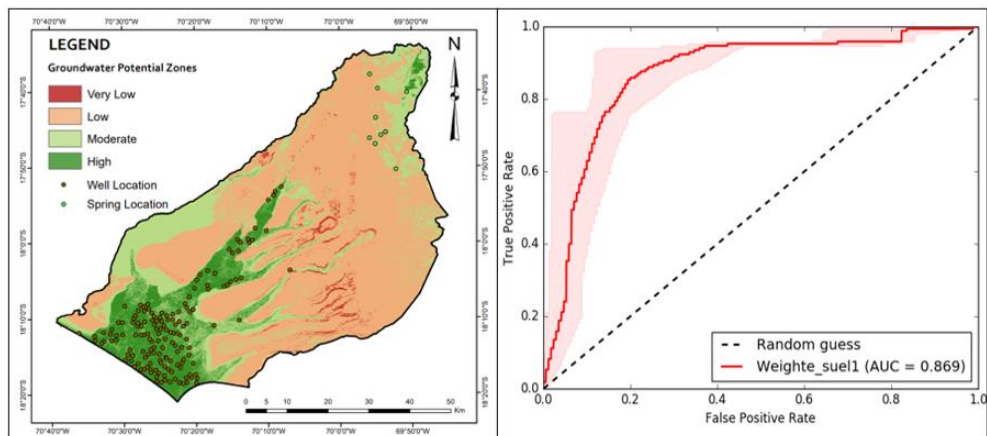 70°40'0"W 70°30'0"W 70°20'0"W 70°10'0"W 70°0'0"W 69°50'0"W
LEGEND
Groundwater Potential Zones
Very Low
Low
Moderate
High
Well Location
Spring Location
N
17°40'0"S
17°50'0"S
18°0'0"S
18°10'0"S
18°20'0"S
17°40'0"S
17°50'0"S
18°0'0"S
18°10'0"S
18°20'0"S
0 5 10 20 30 40 50
Km
70°40'0"W 70°30'0"W 70°20'0"W 70°10'0"W 70°0'0"W 69°50'0"W
True Positive Rate
1.0
0.8
0.6
0.4
0.2
0.0
Random guess
Weighte_suel1 (AUC = 0.869)
0.0 0.2 0.4 0.6 0.8 1.0
False Positive Rate